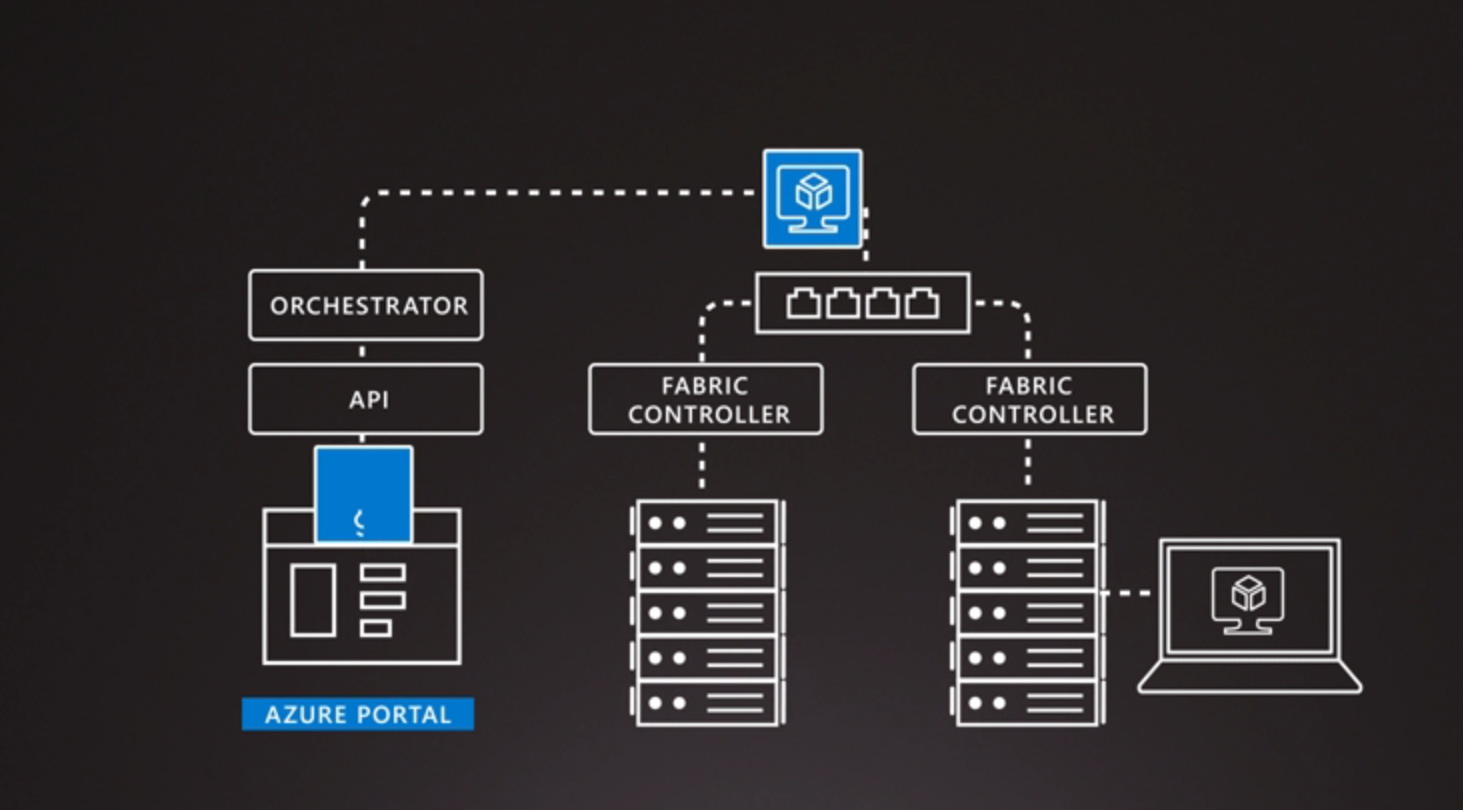 ORCHESTRATOR
API
FABRIC
CONTROLLER
FABRIC
CONTROLLER
AZURE PORTAL